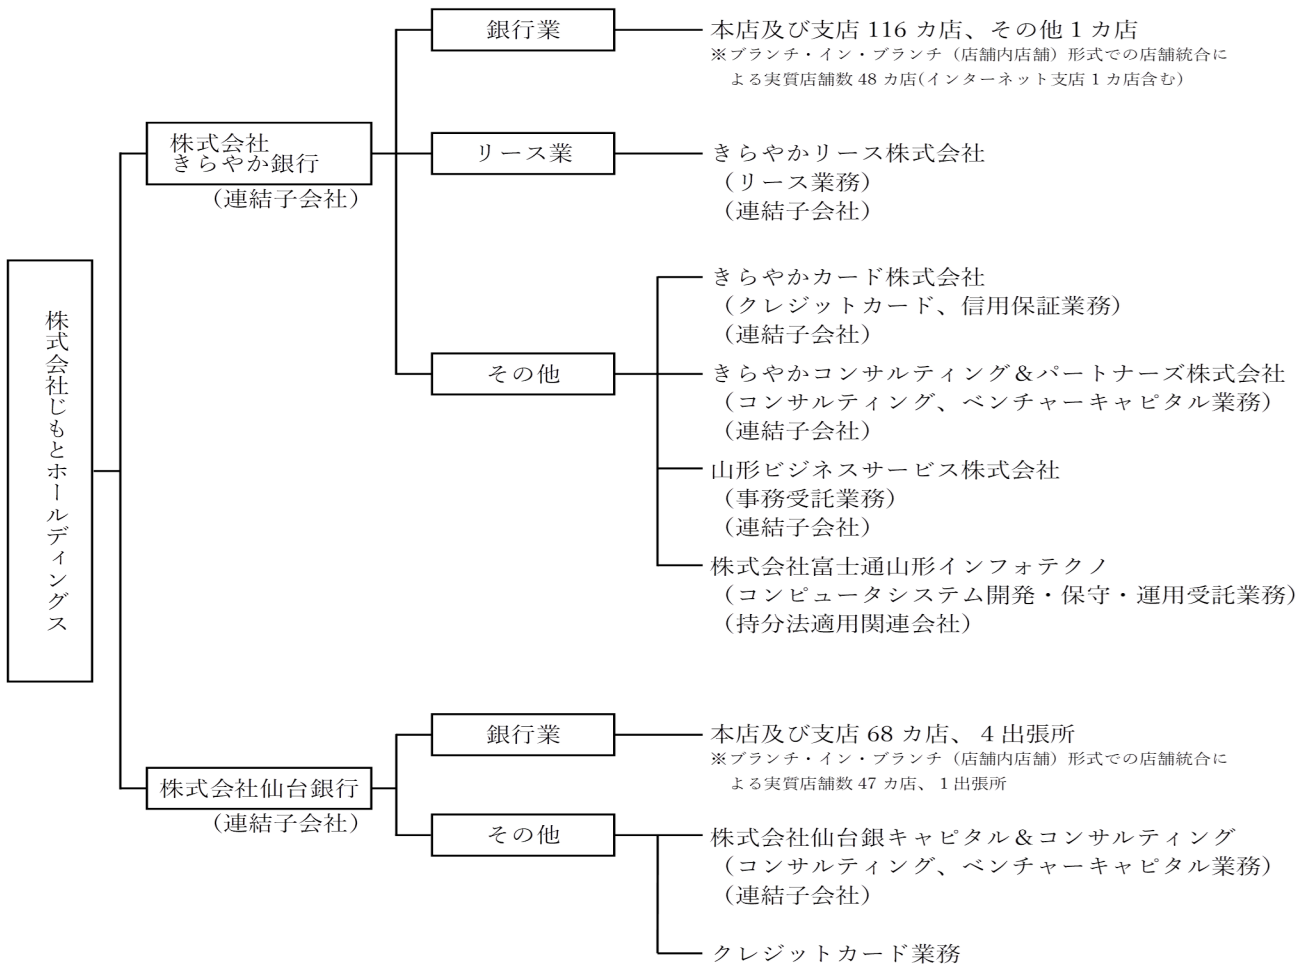 株式会社じもとホールディングス
株式会社
きらやか銀行
（連結子会社）
銀行業
本店及び支店 116 カ店、その他 1 カ店
※ブランチ・イン・ブランチ（店舗内店舗）形式での店舗統合に
よる実質店舗数 48 カ店(インターネット支店 1 カ店含む)
リース業
きらやかリース株式会社
（リース業務）
（連結子会社）
その他
きらやかカード株式会社
（クレジットカード、信用保証業務）
（連結子会社）
きらやかコンサルティング＆パートナーズ株式会社
（コンサルティング、ベンチャーキャピタル業務）
（連結子会社）
山形ビジネスサービス株式会社
（事務受託業務）
（連結子会社）
株式会社富士通山形インフォテクノ
（コンピュータシステム開発・保守・運用受託業務）
（持分法適用関連会社）
株式会社仙台銀行
（連結子会社）
銀行業
本店及び支店 68 カ店、 4 出張所
※ブランチ・イン・ブランチ（店舗内店舗）形式での店舗統合に
よる実質店舗数 47 カ店、 1 出張所
その他
株式会社仙台銀キャピタル＆コンサルティング
（コンサルティング、ベンチャーキャピタル業務）
（連結子会社）
クレジットカード業務